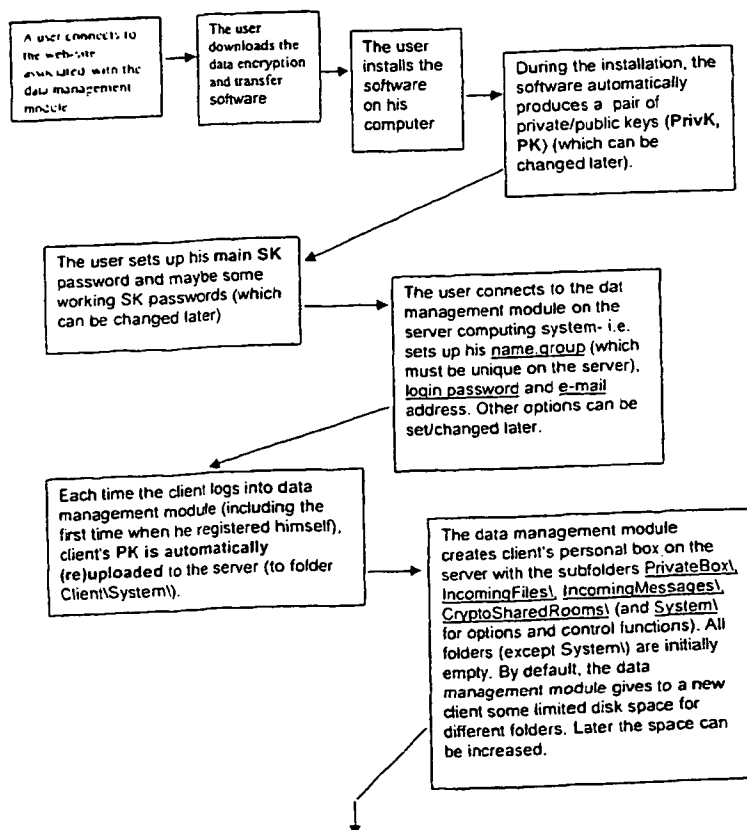 A user connects to
the web-site
associated with the
data management
module
The user
downloads the
data encryption
and transfer
software
The user
installs the
software
on his
computer
During the installation, the
software automatically
produces a pair of
private/public keys (PrivK,
PK) (which can be
changed later).
The user sets up his main SK
password and maybe some
working SK passwords (which
can be changed later)
The user connects to the dat
management module on the
server computing system- i.e.
sets up his name.group (which
must be unique on the server),
login password and e-mail
address. Other options can be
set/changed later.
Each time the client logs into data
management module (including the
first time when he registered himself),
client's PK is automatically
(re)uploaded to the server (to folder
Client\System\).
The data management module
creates client's personal box on the
server with the subfolders PrivateBox\,
IncomingFiles\, IncomingMessages\,
CryptoSharedRooms\ (and System\
for options and control functions). All
folders (except System\) are initially
empty. By default, the data
management module gives to a new
client some limited disk space for
different folders. Later the space can
be increased.